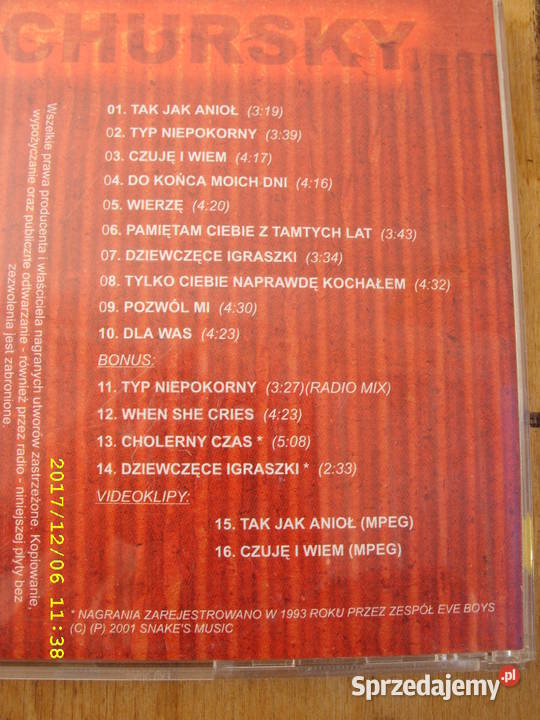 CHURSKY
01. TAK JAK ANIOŁ (3:19)
02. TYP NIEPOKORNY (3:39)
03. CZUJĘ I WIEM (4:17)
04. DO KOŃCA MOICH DNI (4:16)
05. WIERZĘ (4:20)
06. PAMIĘTAM CIEBIE Z TAMTYCH LAT (3:43)
07. DZIEWCZĘCE IGRASZKI (3:34)
08. TYLKO CIEBIE NAPRAWDĘ KOCHAŁEM (4:32)
09. POZWÓL MI (4:30)
10. DLA WAS (4:23)
BONUS:
11. TYP NIEPOKORNY (3:27)(RADIO MIX)
12. WHEN SHE CRIES (4:23)
13. CHOLERNY CZAS * (5:08)
14. DZIEWCZĘCE IGRASZKI * (2:33)
VIDEOKLIPY:
15. TAK JAK ANIOŁ (MPEG)
16. CZUJĘ I WIEM (MPEG)
* NAGRANIA ZAREJESTROWANO W 1993 ROKU PRZEZ ZESPÓŁ EVE BOYS
(C) (P) 2001 SNAKE'S MUSIC
Wszelkie prawa producenta i właściciela nagranych utworów zastrzeżone. Kopiowanie,
wypożyczanie oraz publiczne odtwarzanie - również przez radio - niniejszej płyty bez
zezwolenia jest zabronione.
2017/12/06 11:38
Sprzedajemy.pl